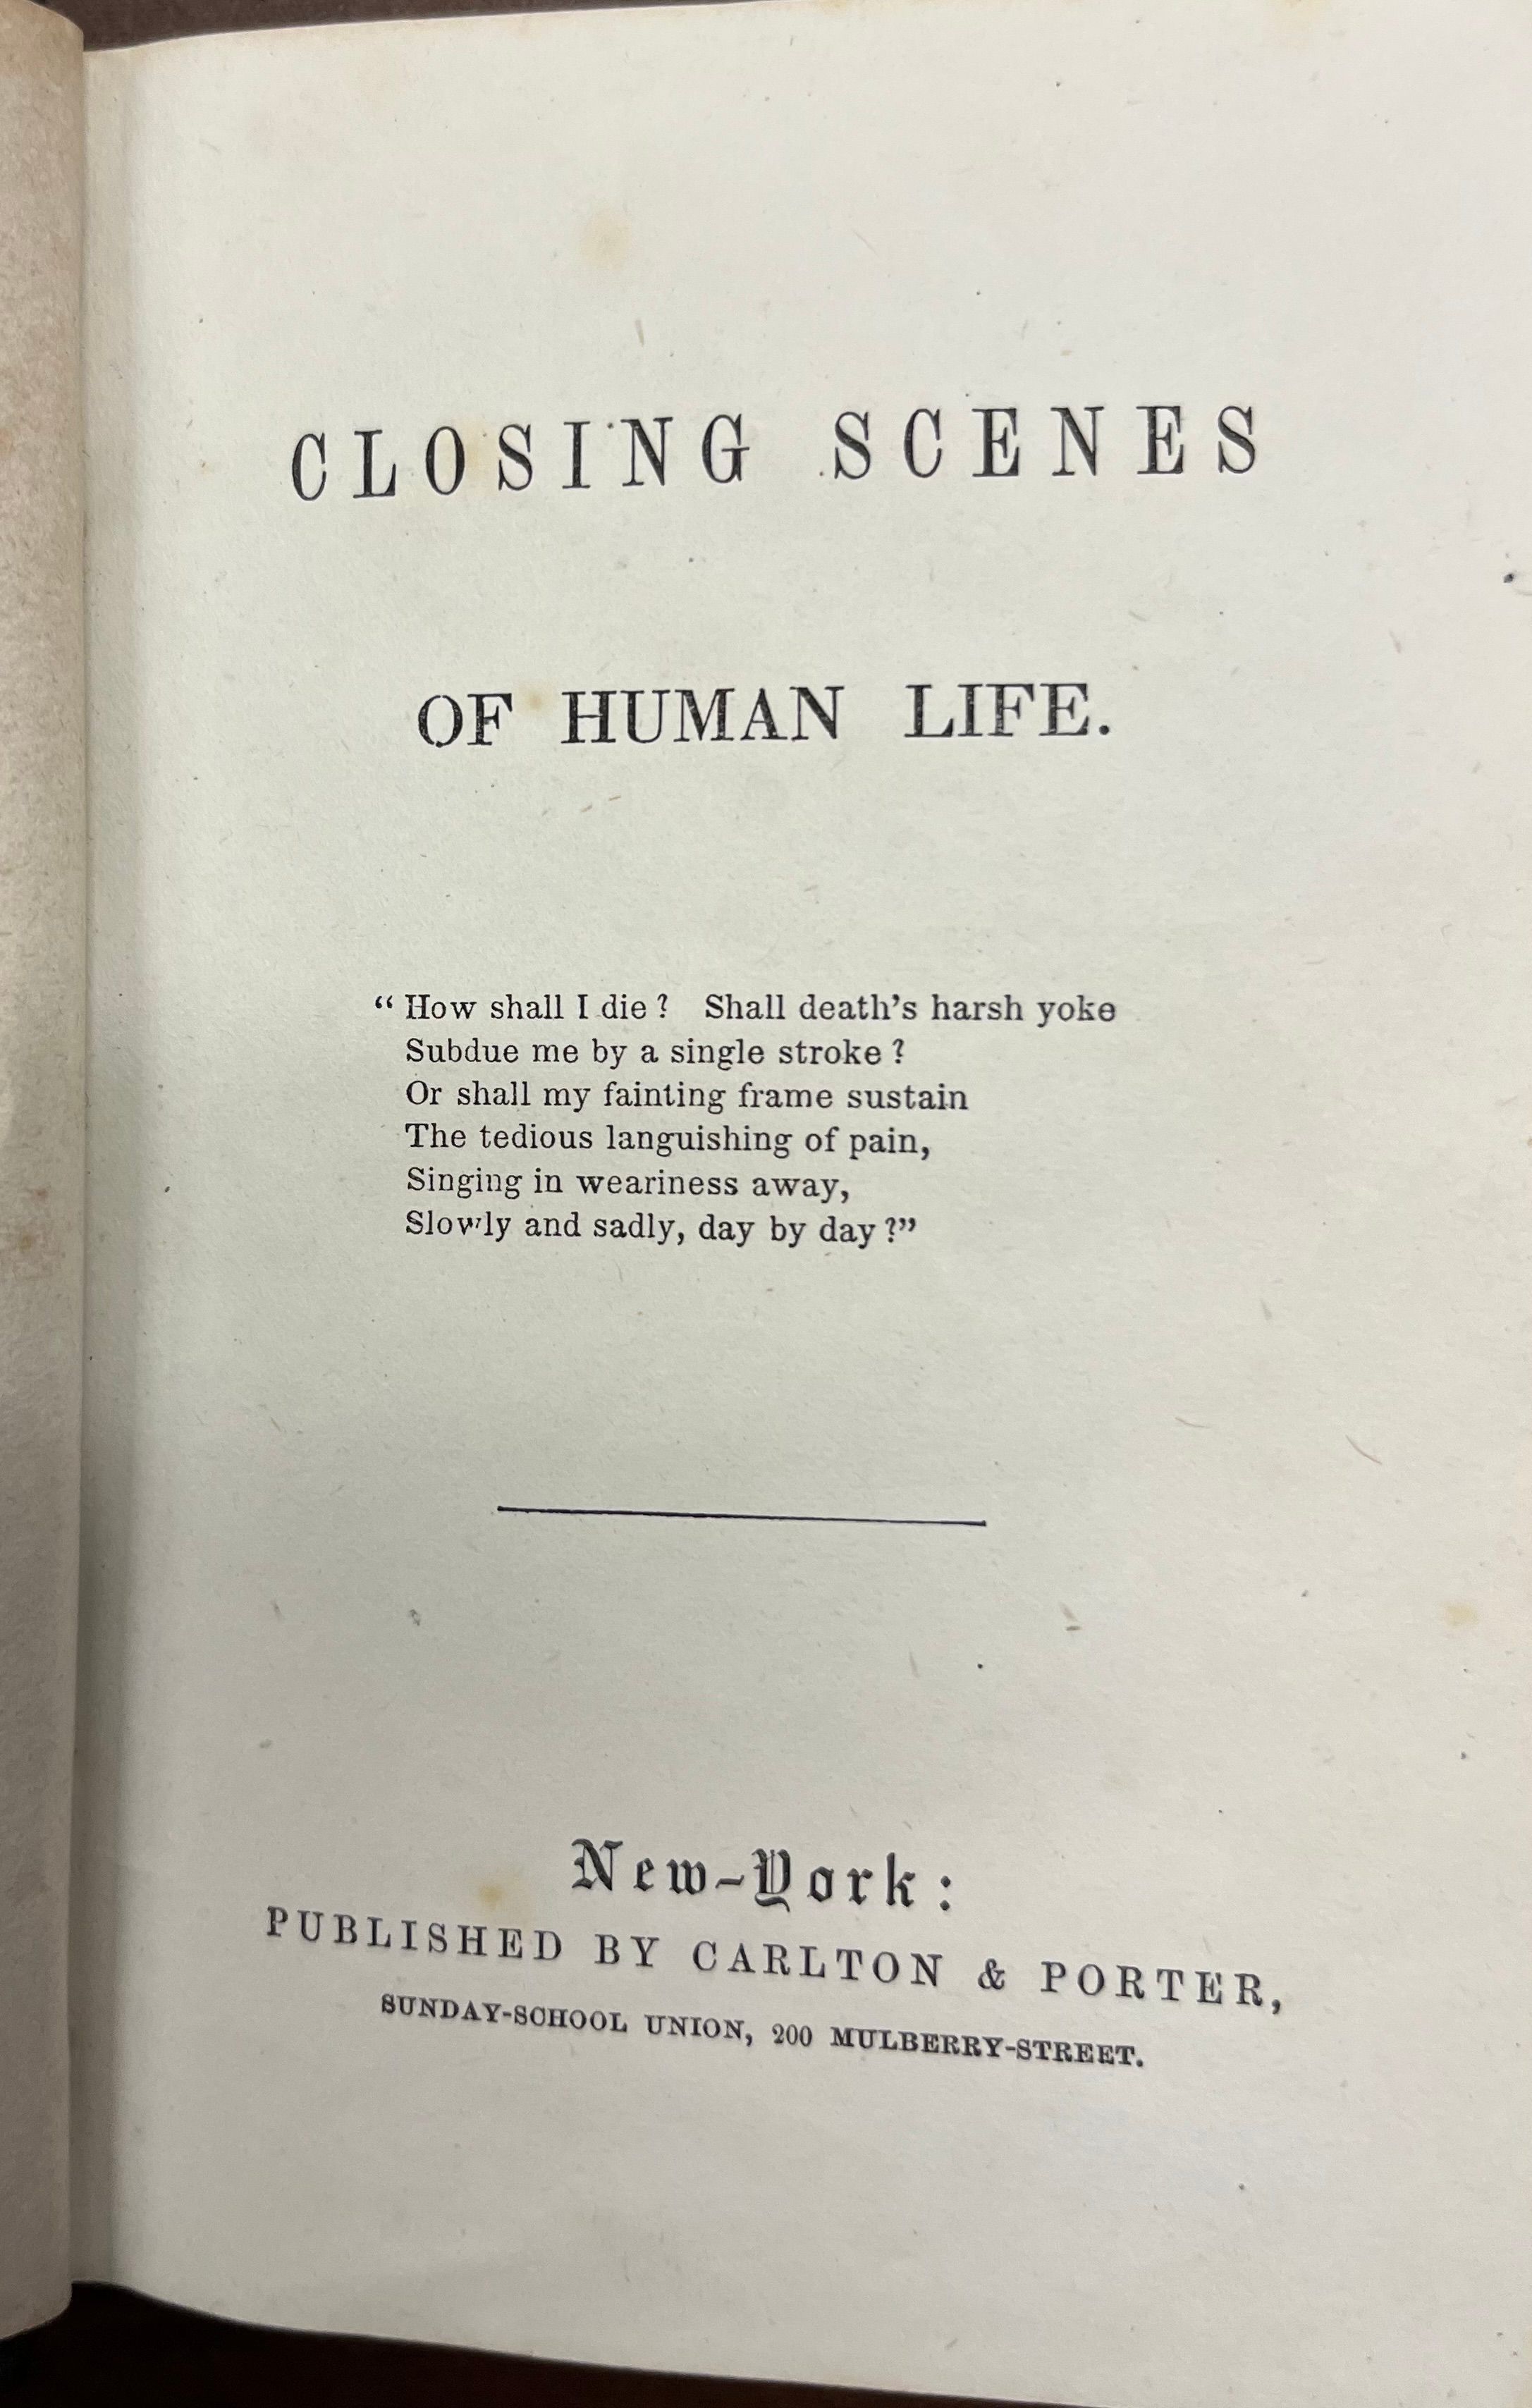 CLOSING SCENES
OF HUMAN LIFE.
“How shall I die? Shall death’s harsh yoke
Subdue me by a single stroke?
Or shall my fainting frame sustain
The tedious languishing of pain,
Singing in weariness away,
Slowly and sadly, day by day?”
New-York:
PUBLISHED BY CARLTON & PORTER,
SUNDAY-SCHOOL UNION, 200 MULBERRY-STREET.